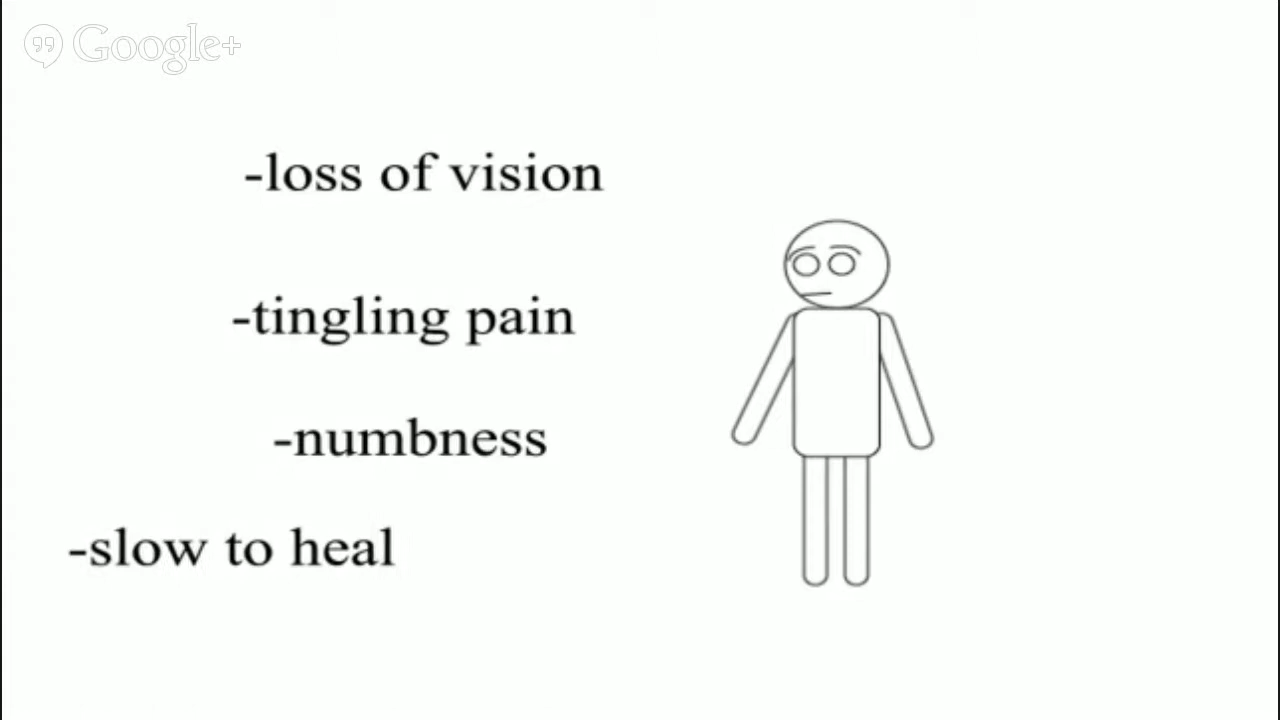 Google+
-loss of vision
-tingling pain
-numbness
-slow to heal